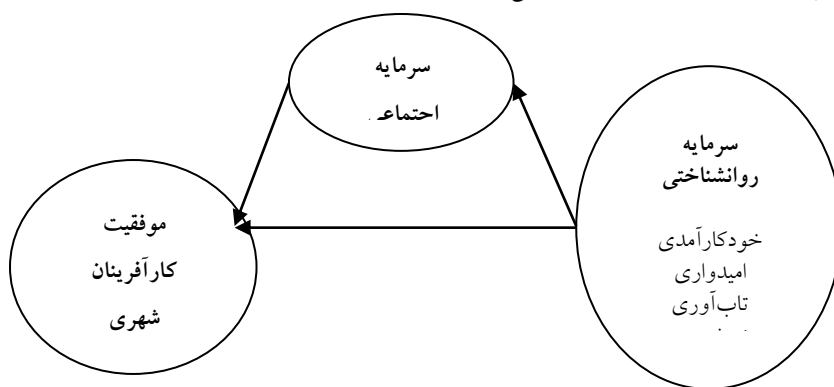 سرمایه
روانشناختی
خودکارآمدی
امیدواری
تاب‌آوری
سرمایه
موفقیت
کارآفرینان
شهری